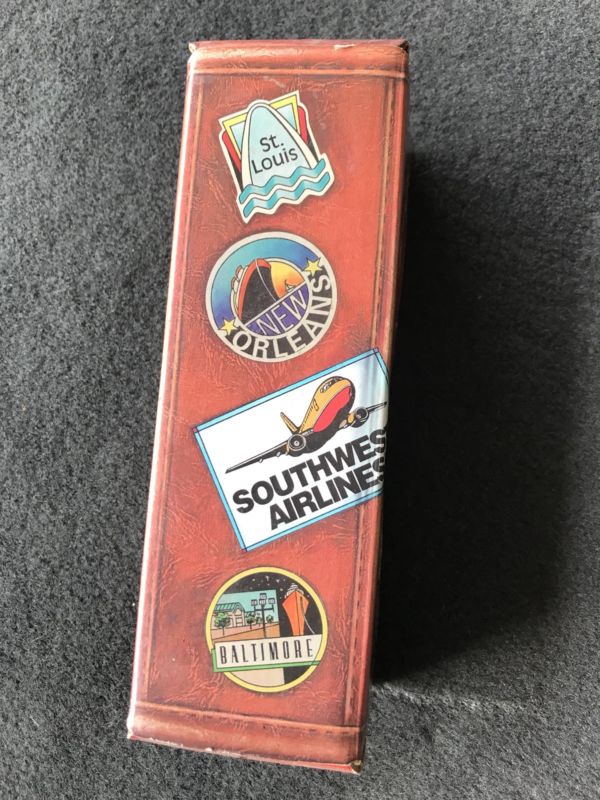 St.
Louis
NEW
ORLEANS
SOUTHWES
AIRLINES
BALTIMORE